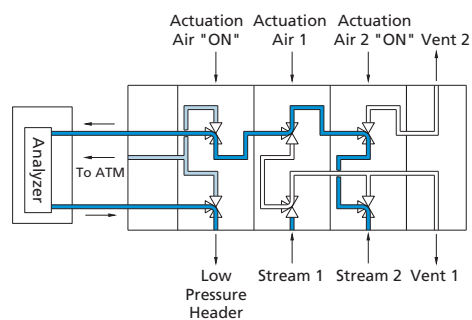 Actuation
Air "ON"
Actuation
Air 1
Actuation
Air 2 "ON"
Vent 2
Analyzer
To ATM
Low
Pressure
Header
Stream 1
Stream 2
Vent 1